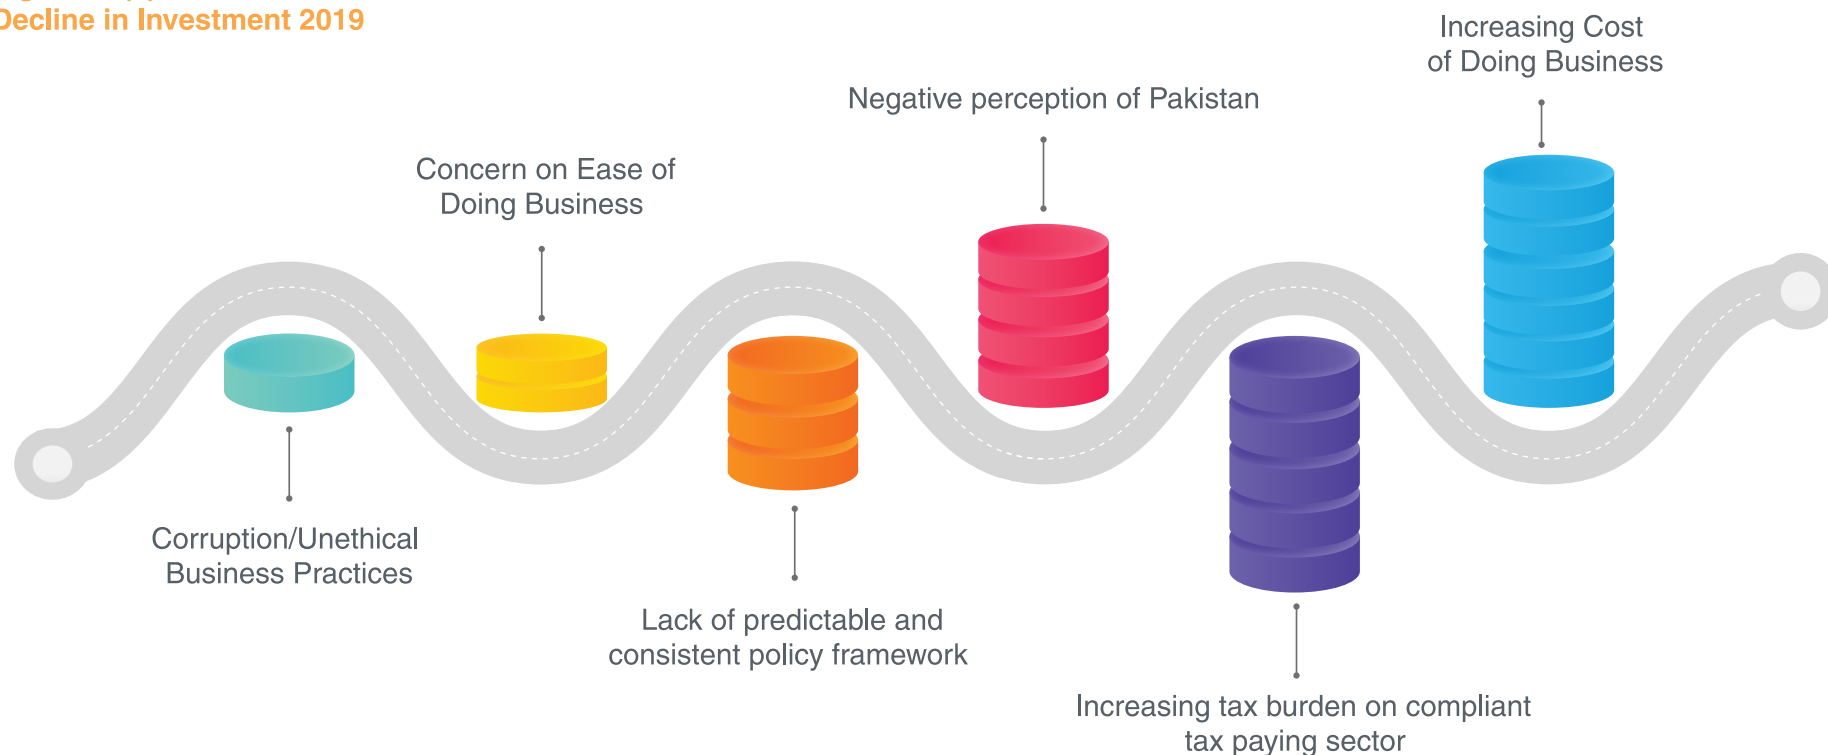 Decline in Investment 2019
Increasing Cost
of Doing Business
Negative perception of Pakistan
Concern on Ease of
Doing Business
Corruption/Unethical
Business Practices
Lack of predictable and
consistent policy framework
Increasing tax burden on compliant
tax paying sector